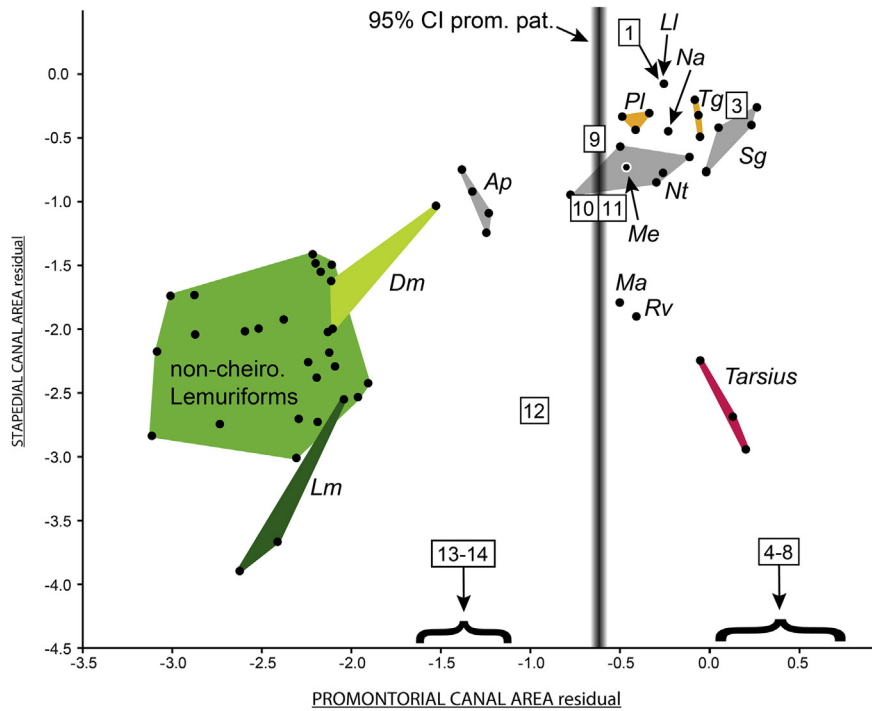 95% CI prom. pat.
1
Ll
Na
Pl
Tg
3
9
Sg
Ap
Nt
10
11
Me
Dm
Ma
Rv
non-cheiro.
Lemuriforms
Tarsius
12
Lm
13-14
4-8
STAPEDIAL CANAL AREA residual
0.0
-0.5
-1.0
-1.5
-2.0
-2.5
-3.0
-3.5
-4.0
-4.5
-3.5
-3.0
-2.5
-2.0
-1.5
-1.0
-0.5
0.0
0.5
PROMONTORIAL CANAL AREA residual